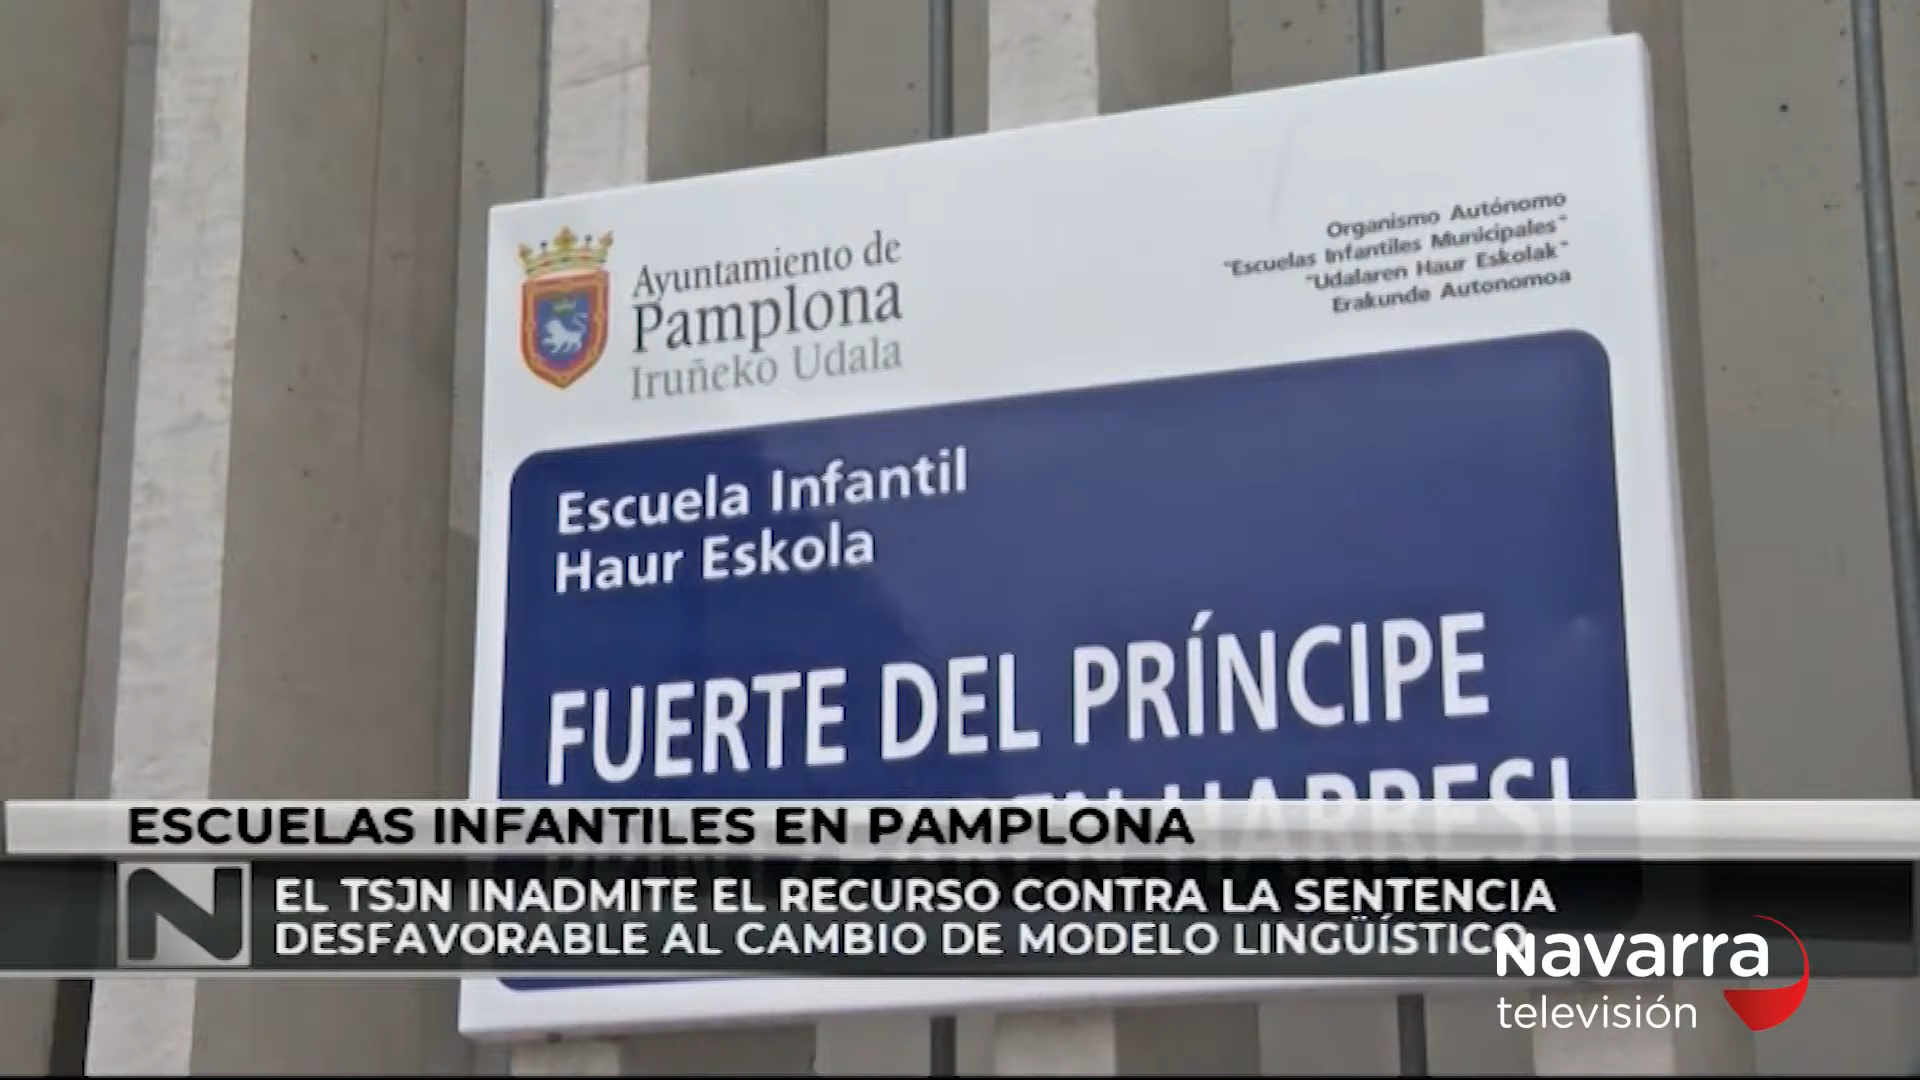 Ayuntamiento de
Pamplona
Iruñeko Udala
Organismo Autónomo
"Escuelas Infantiles Municipales"
"Udalaren Haur Eskolak"
Erakunde Autonomoa
Escuela Infantil
Haur Eskola
FUERTE DEL PRÍNCIPE
HARRESI
ESCUELAS INFANTILES EN PAMPLONA
N
EL TSJN INADMITE EL RECURSO CONTRA LA SENTENCIA
DESFAVORABLE AL CAMBIO DE MODELO LINGÜÍSTICO
Navarra
televisión